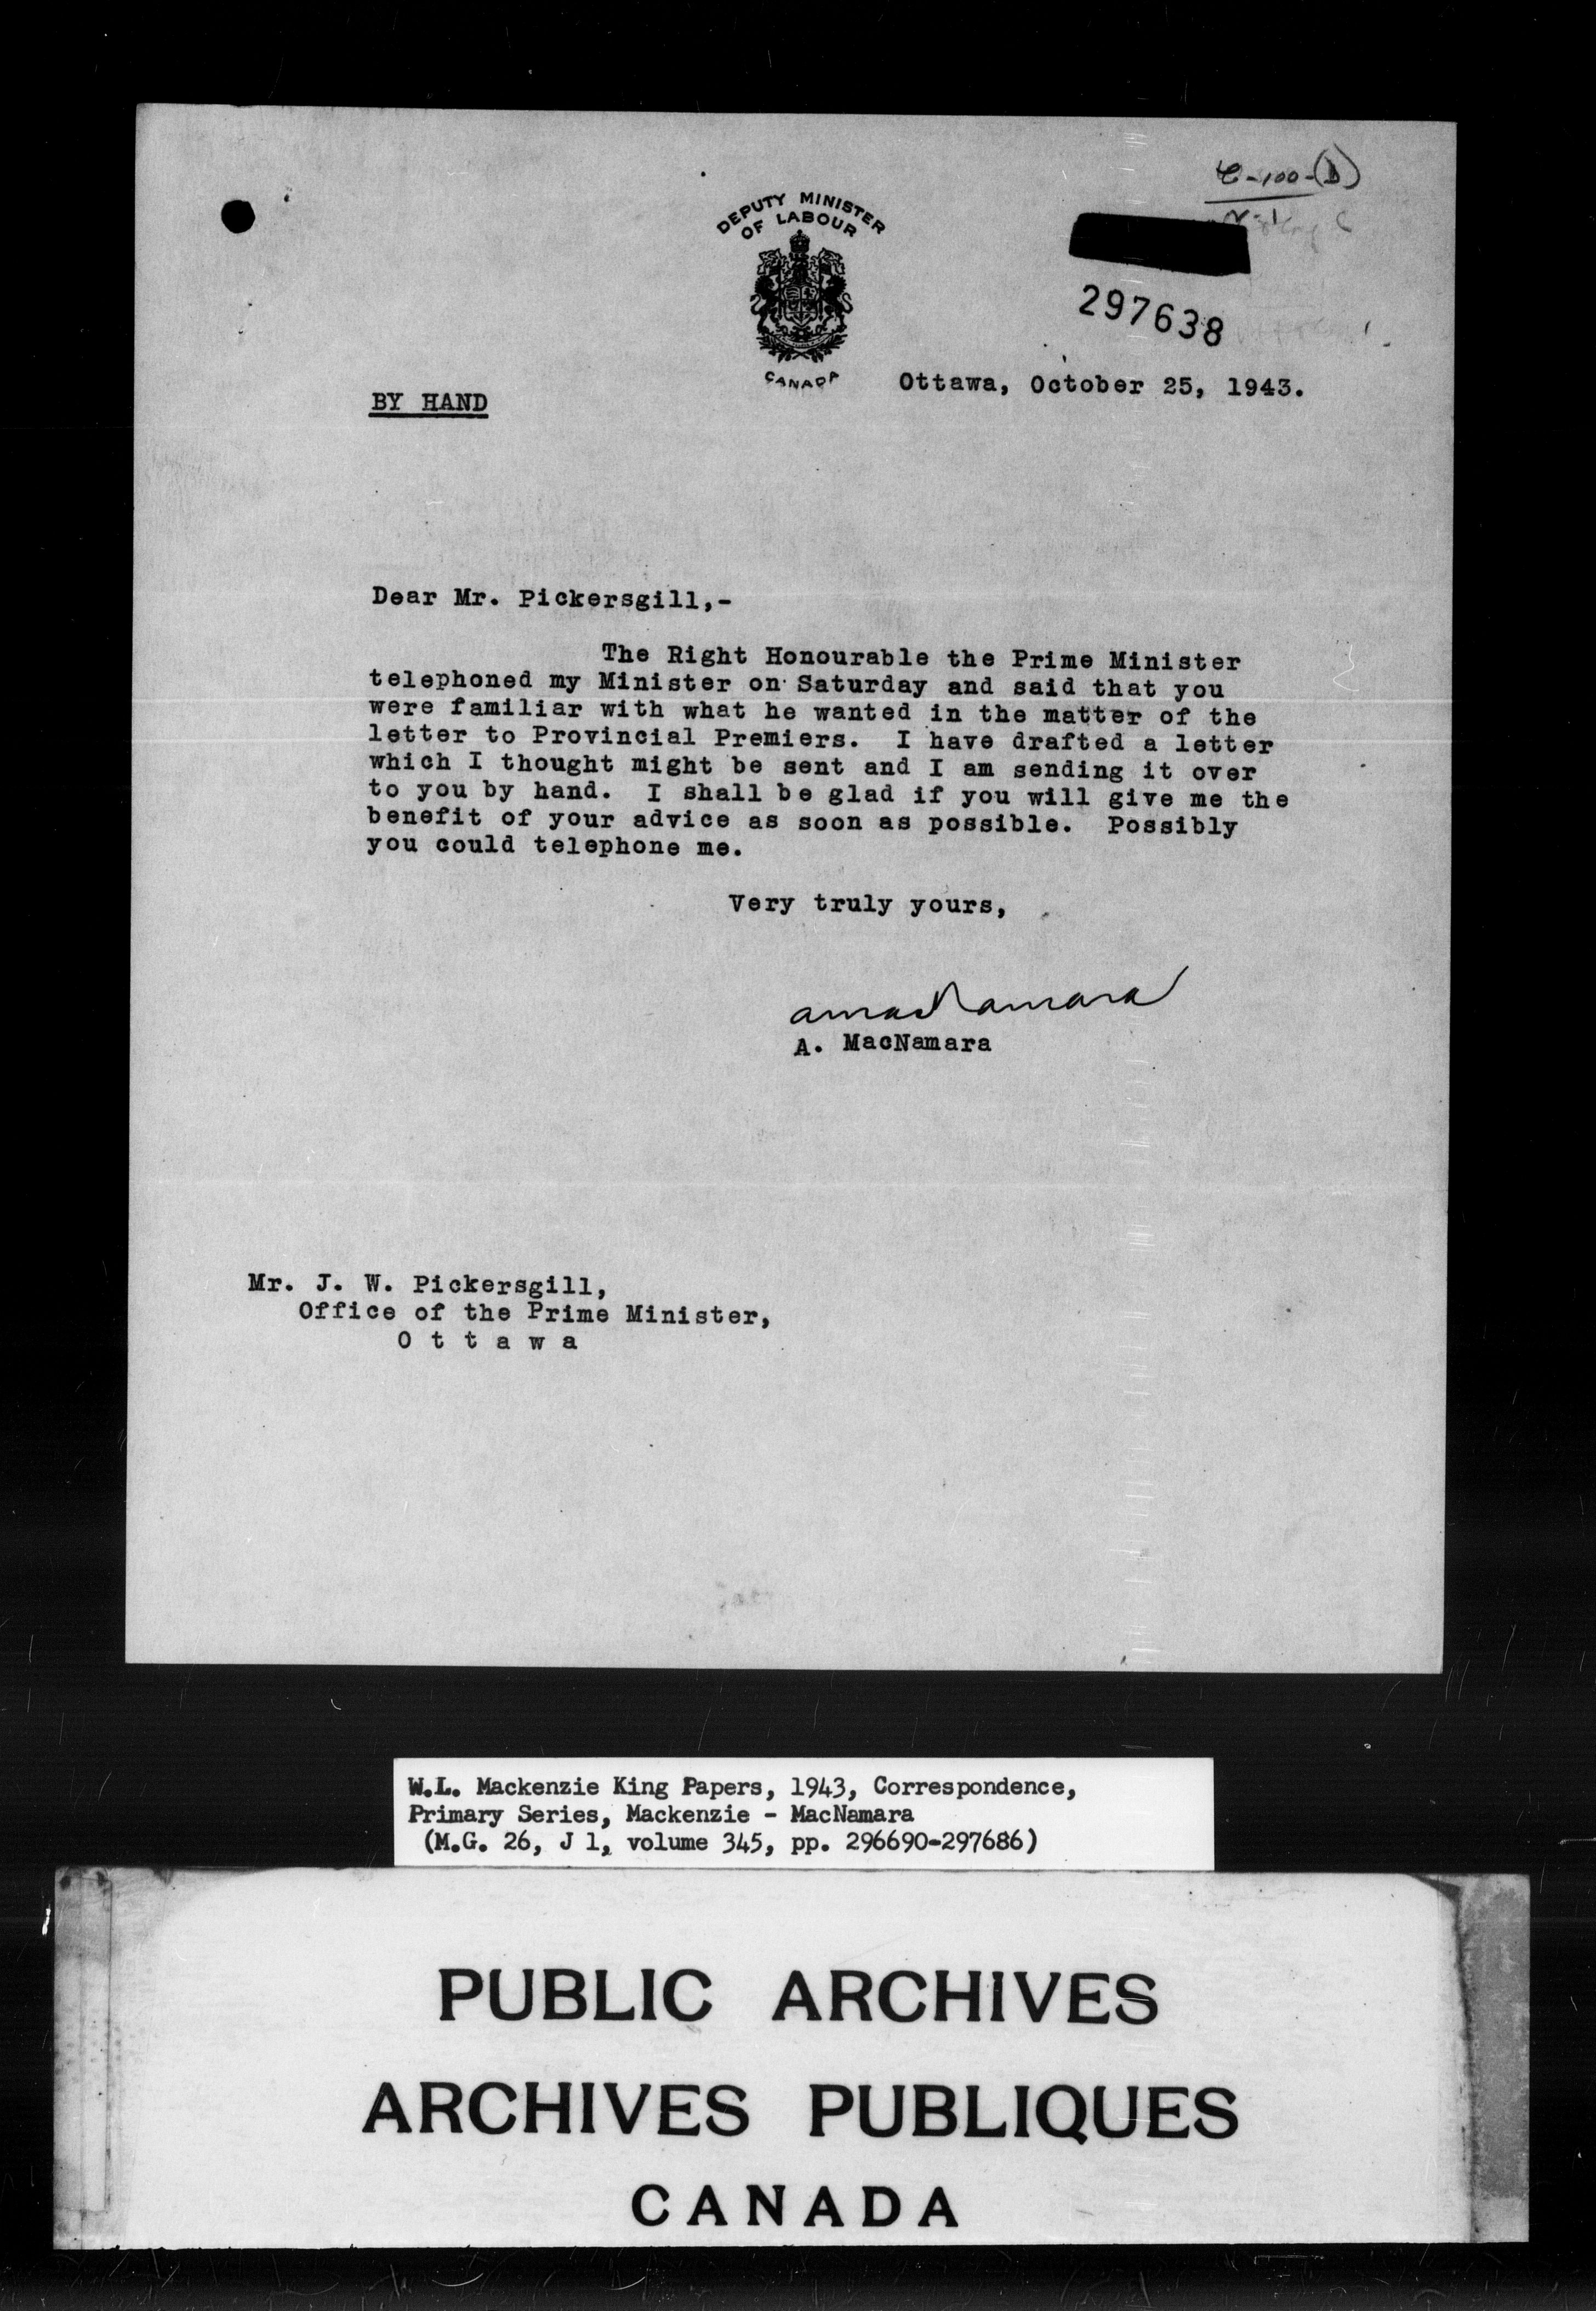 C-100-(D)
DEPUTY MINISTER
OF LABOUR
CANADA
297638
Ottawa, October 25, 1943.
BY HAND
Dear Mr. Pickersgill,-
The Right Honourable the Prime Minister
telephoned my Minister on Saturday and said that you
were familiar with what he wanted in the matter of the
letter to Provincial Premiers. I have drafted a letter
which I thought might be sent and I am sending it over
to you by hand. I shall be glad if you will give me the
benefit of your advice as soon as possible. Possibly
you could telephone me.
Very truly yours,
A MacNamara
A. MacNamara
Mr. J. W. Pickersgill,
Office of the Prime Minister,
O t t a w a
W.L. Mackenzie King Papers, 1943, Correspondence,
Primary Series, Mackenzie - MacNamara
(M.G. 26, J 1, volume 345, pp. 296690-297686)
PUBLIC ARCHIVES
ARCHIVES PUBLIQUES
CANADA